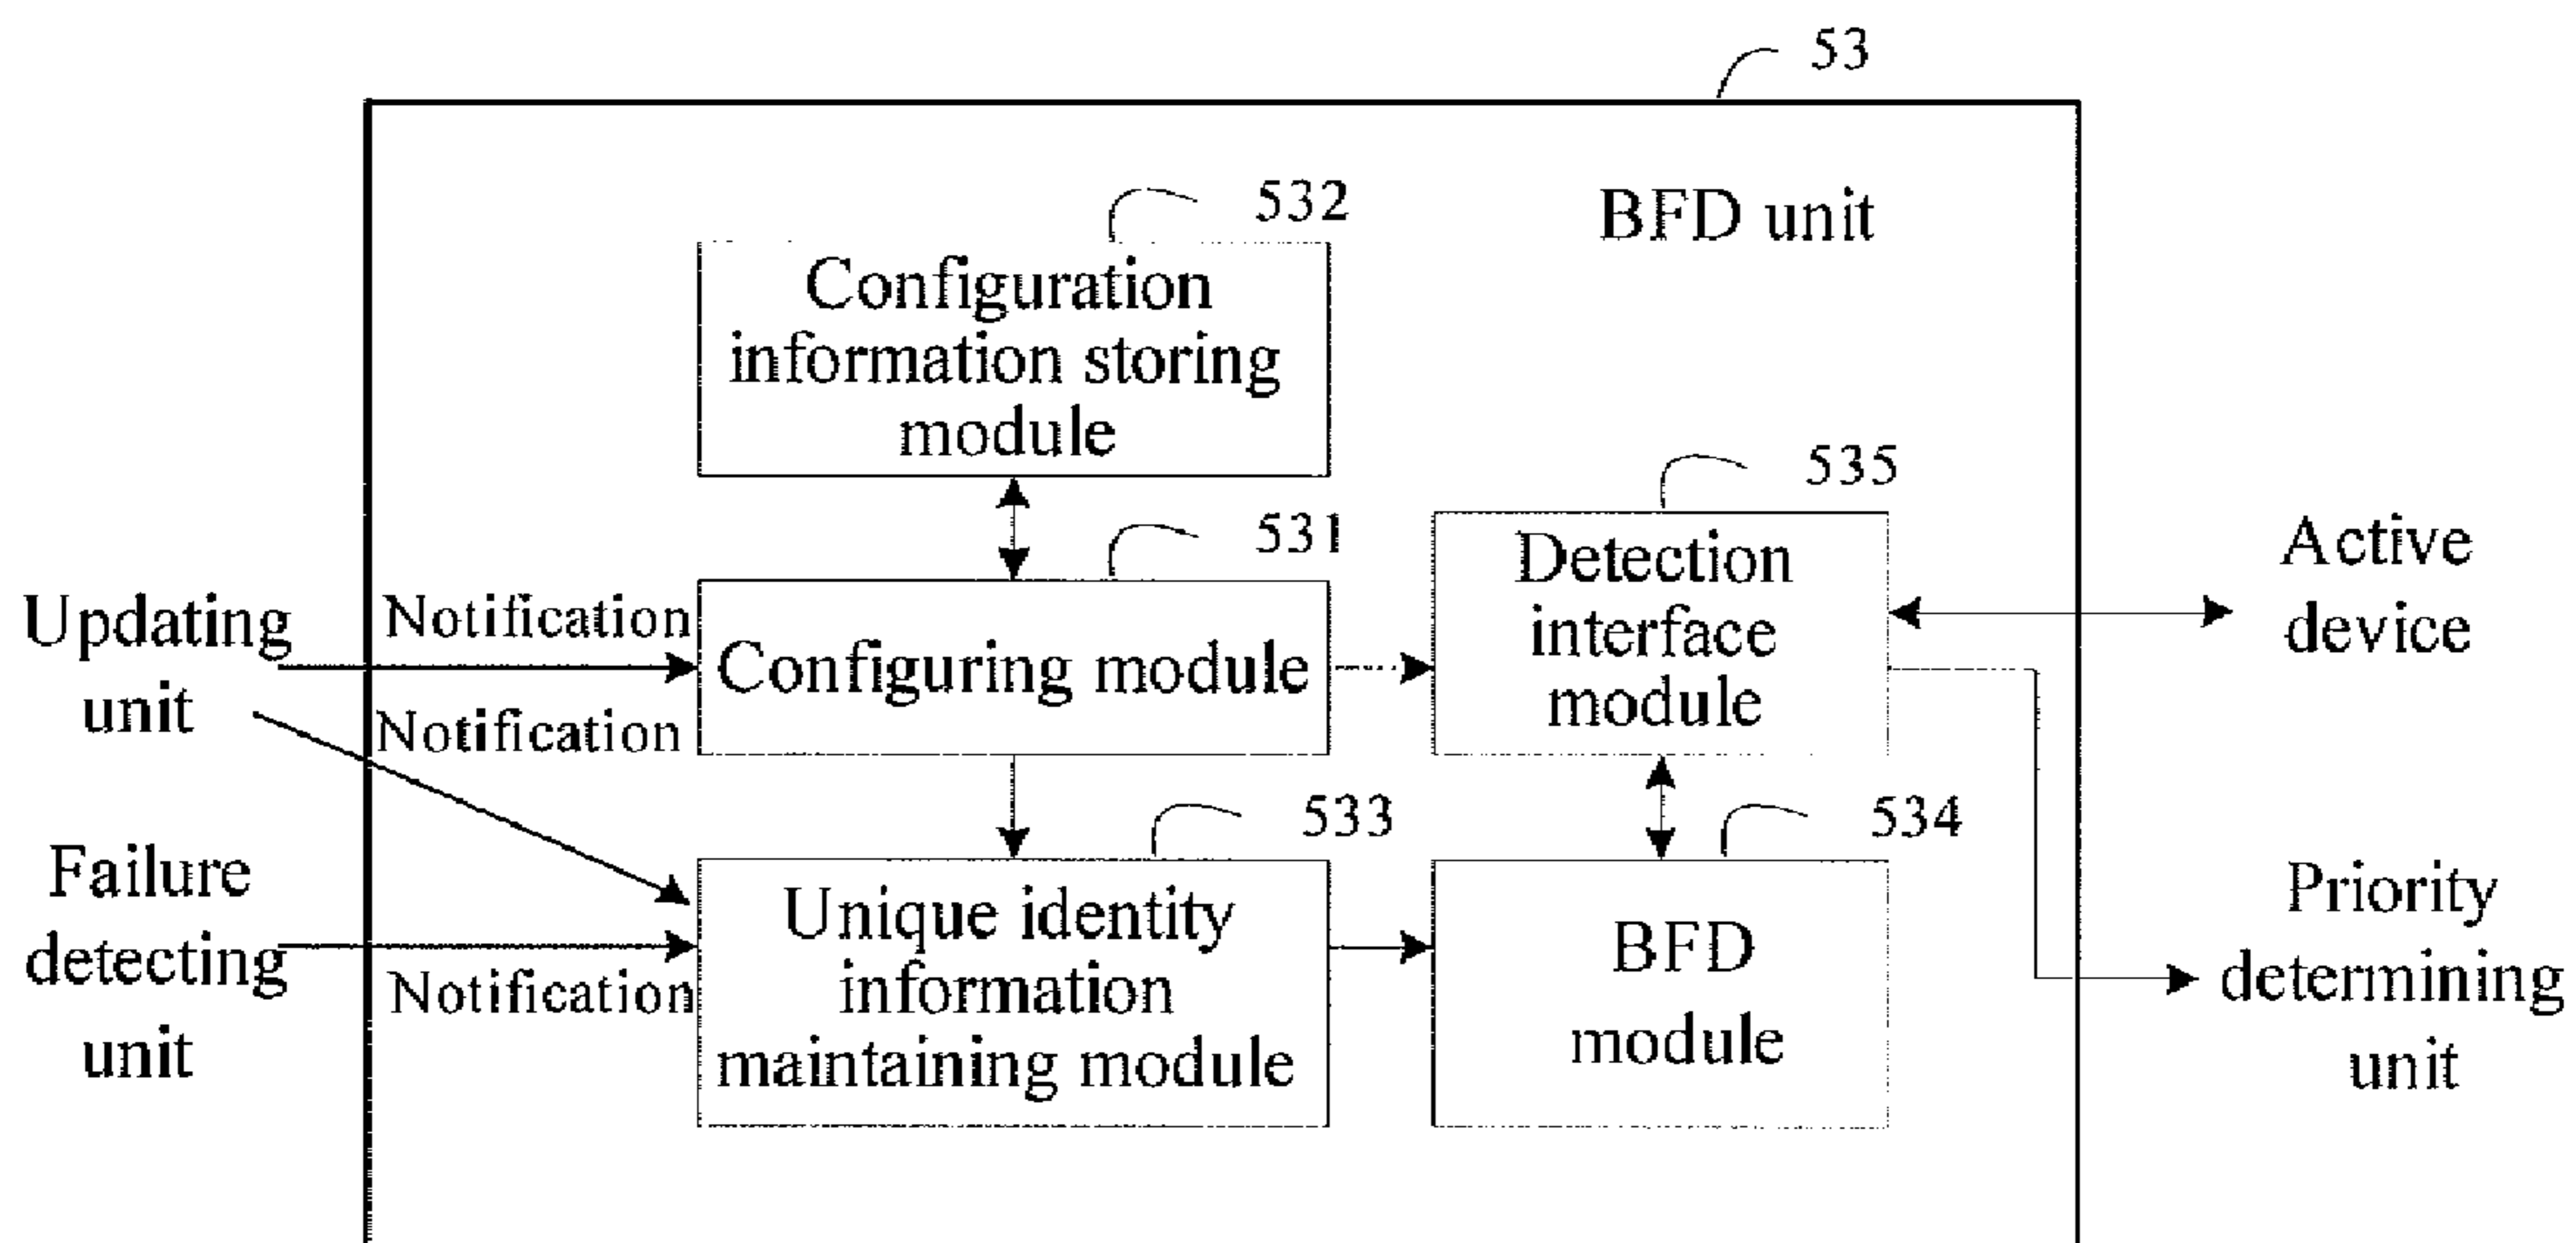 53
BFD unit
532
Configuration
information storing
module
535
531
Detection
interface
module
Active
device
Updating
unit
Notification
Configuring module
Notification
533
534
Failure
detecting
unit
Notification
Unique identity
information
maintaining module
BFD
module
Priority
determining
unit